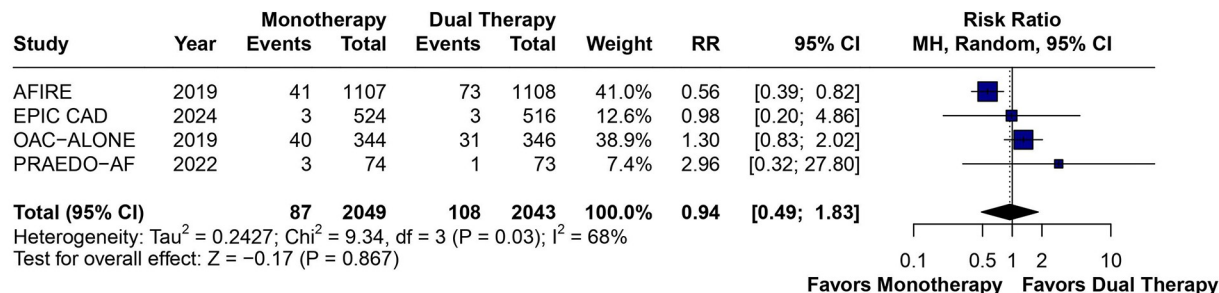 Monotherapy Dual Therapy Risk Ratio
Study Year Events Total Events Total Weight RR 95% CI MH, Random, 95% CI
AFIRE 2019 41 1107 73 1108 41.0% 0.56 [0.39; 0.82]
EPIC CAD 2024 3 524 3 516 12.6% 0.98 [0.20; 4.86]
OAC−ALONE 2019 40 344 31 346 38.9% 1.30 [0.83; 2.02]
PRAEDO−AF 2022 3 74 1 73 7.4% 2.96 [0.32; 27.80]
Total (95% CI) 87 2049 108 2043 100.0% 0.94 [0.49; 1.83]
Heterogeneity: Tau² = 0.2427; Chi² = 9.34, df = 3 (P = 0.03); I² = 68%
Test for overall effect: Z = −0.17 (P = 0.867)
0.1 0.5 1 2 10
Favors Monotherapy Favors Dual Therapy